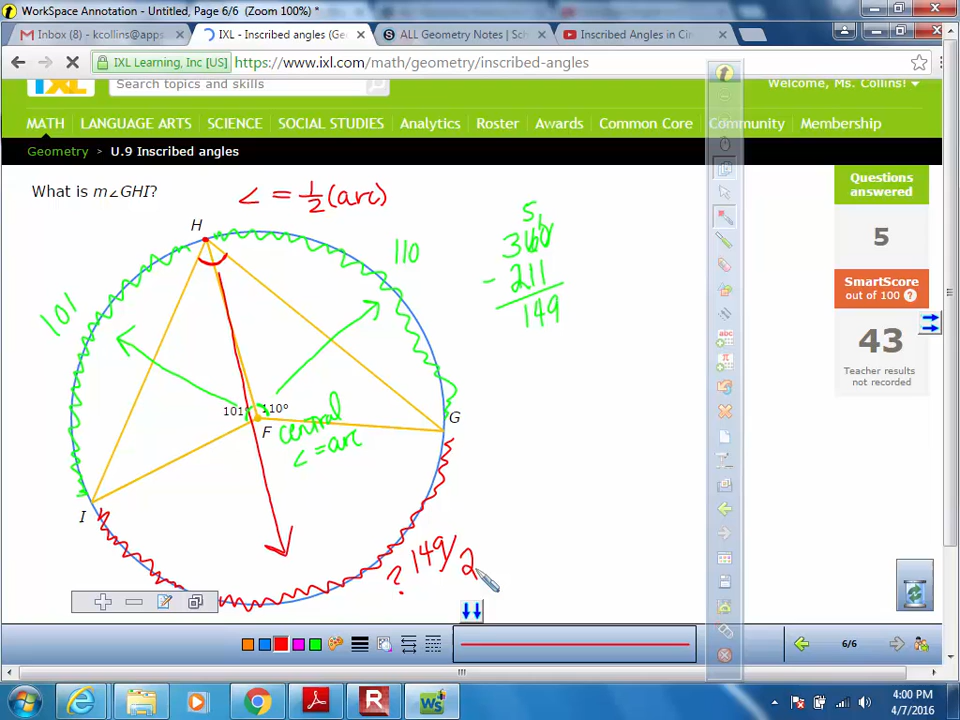 WorkSpace Annotation - Untitled, Page 6/6 (Zoom 100%) *
Inbox (8) - kcollins@apps
IXL - Inscribed angles (Ge
ALL Geometry Notes | Sch
Inscribed Angles in Circ
IXL Learning, Inc [US]
https://www.ixl.com/math/geometry/inscribed-angles
IXL
Search topics and skills
Welcome, Ms. Collins!
MATH LANGUAGE ARTS SCIENCE SOCIAL STUDIES Analytics Roster Awards Common Core Community Membership
Geometry > U.9 Inscribed angles
What is m∠GHI?
∠ = 1/2 (arc)
Questions
answered
5
SmartScore
out of 100 ?
43
Teacher results
not recorded
5
360
- 211
149
H
110
101
101
110°
F
G
central
∠ = arc
I
? 149/2
abc
6/6
4:00 PM
4/7/2016